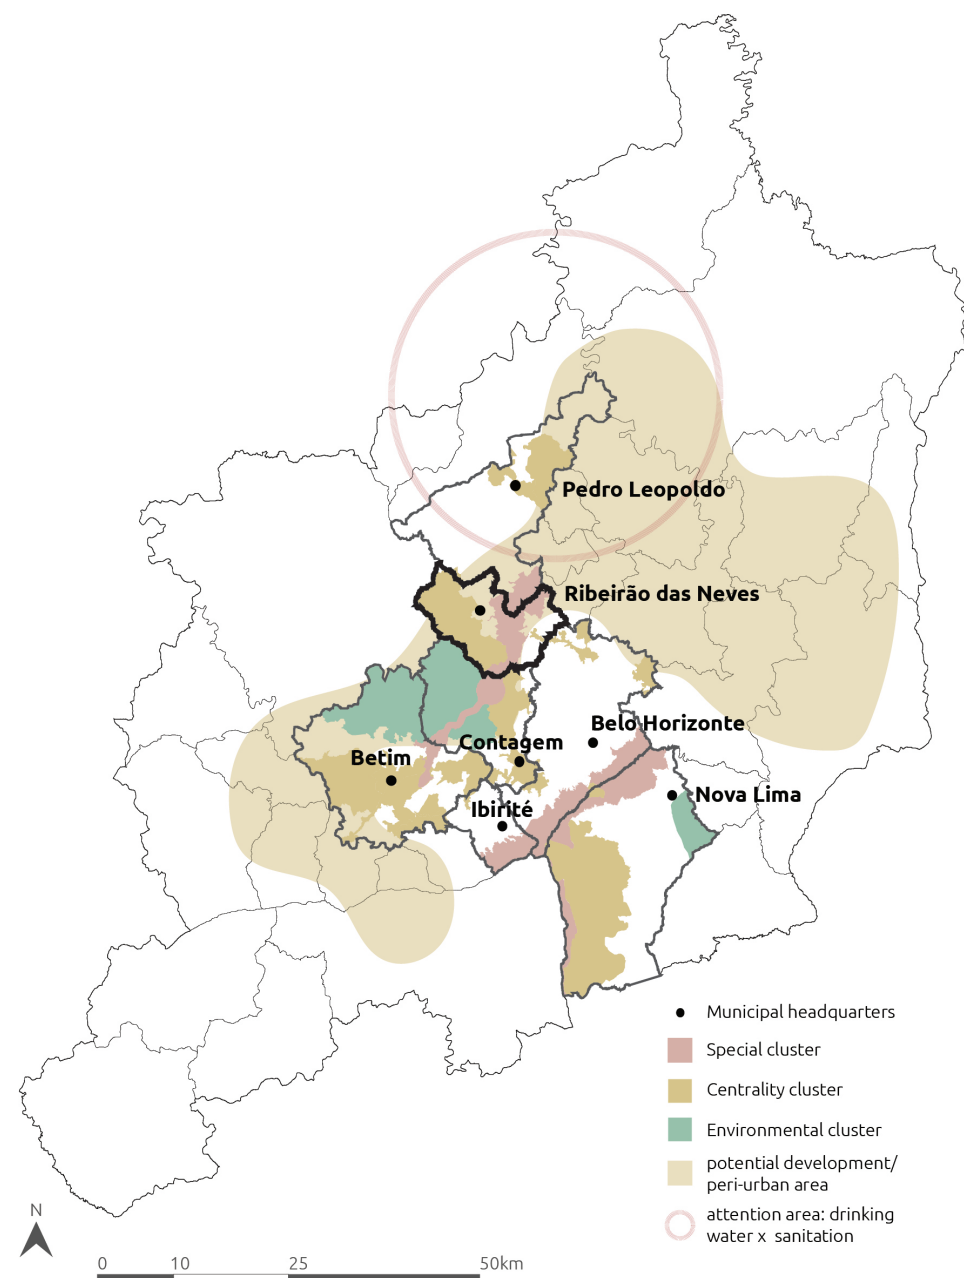 Pedro Leopoldo
Ribeirão das Neves
Belo Horizonte
Contagem
Betim
Nova Lima
Ibirité
Municipal headquarters
Special cluster
Centrality cluster
Environmental cluster
potential development/
peri-urban area
attention area: drinking
water x sanitation
N
0 10 25 50km